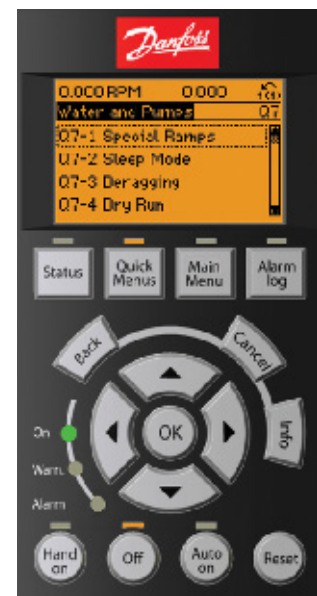 Danfoss
0.000 RPM 0.000 1(1)
Water and Pumps Q7
Q7-1 Special Ramps
Q7-2 Sleep Mode
Q7-3 Deragging
Q7-4 Dry Run
Status
Quick Menus
Main Menu
Alarm log
Back
Cancel
Info
OK
On
Warn.
Alarm
Hand on
Off
Auto on
Reset